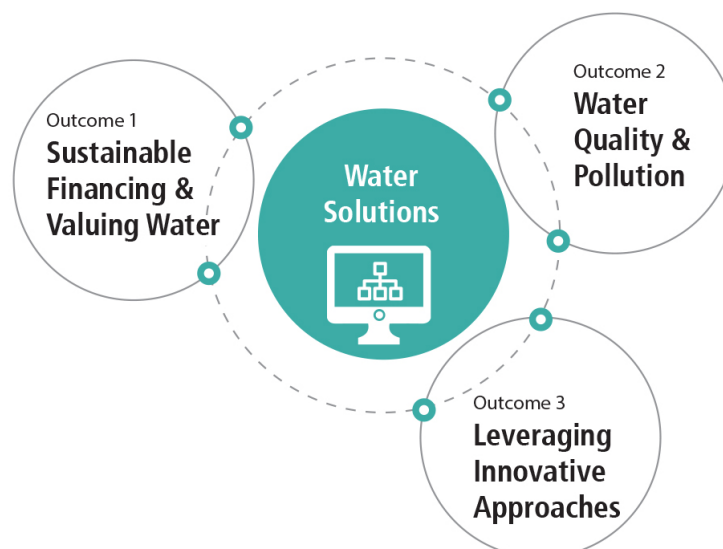 Outcome 1
Sustainable
Financing &
Valuing Water
Water
Solutions
Outcome 2
Water
Quality &
Pollution
Outcome 3
Leveraging
Innovative
Approaches